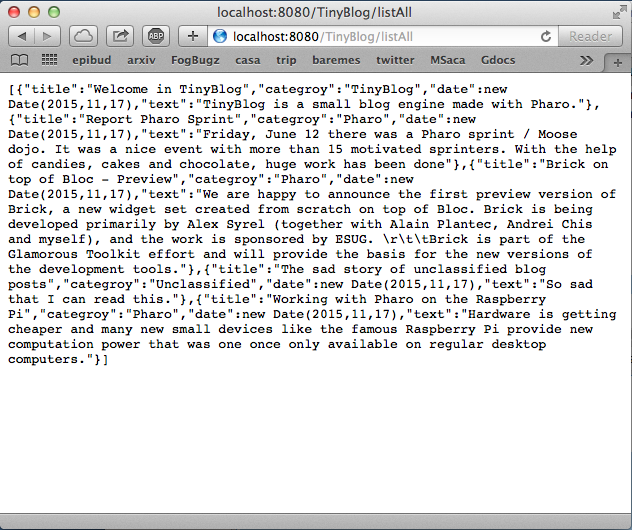 localhost:8080/TinyBlog/listAll
ABP
localhost:8080/TinyBlog/listAll
Reader
epibud arxiv FogBugz casa trip baremes twitter MSaca Gdocs
[{"title":"Welcome in TinyBlog","categroy":"TinyBlog","date":new
Date(2015,11,17),"text":"TinyBlog is a small blog engine made with Pharo."},
{"title":"Report Pharo Sprint","categroy":"Pharo","date":new
Date(2015,11,17),"text":"Friday, June 12 there was a Pharo sprint / Moose
dojo. It was a nice event with more than 15 motivated sprinters. With the help
of candies, cakes and chocolate, huge work has been done"},{"title":"Brick on
top of Bloc - Preview","categroy":"Pharo","date":new
Date(2015,11,17),"text":"We are happy to announce the first preview version of
Brick, a new widget set created from scratch on top of Bloc. Brick is being
developed primarily by Alex Syrel (together with Alain Plantec, Andrei Chis
and myself), and the work is sponsored by ESUG. \r\t\tBrick is part of the
Glamorous Toolkit effort and will provide the basis for the new versions of
the development tools."},{"title":"The sad story of unclassified blog
posts","categroy":"Unclassified","date":new Date(2015,11,17),"text":"So sad
that I can read this."},{"title":"Working with Pharo on the Raspberry
Pi","categroy":"Pharo","date":new Date(2015,11,17),"text":"Hardware is getting
cheaper and many new small devices like the famous Raspberry Pi provide new
computation power that was one once only available on regular desktop
computers."}]